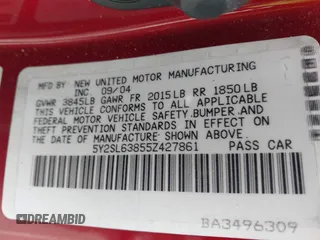 MFD BY NEW UNITED MOTOR MANUFACTURING
INC. 09/04
GVWR 3845LB GAWR FR 2015LB RR 1850LB
THIS VEHICLE CONFORMS TO ALL APPLICABLE
FEDERAL MOTOR VEHICLE SAFETY,BUMPER,AND
THEFT PREVENTION STANDARDS IN EFFECT ON THE
DATE OF MANUFACTURE SHOWN ABOVE.
5Y2SL63855Z427861 PASS CAR
BA3496309
DREAMBID